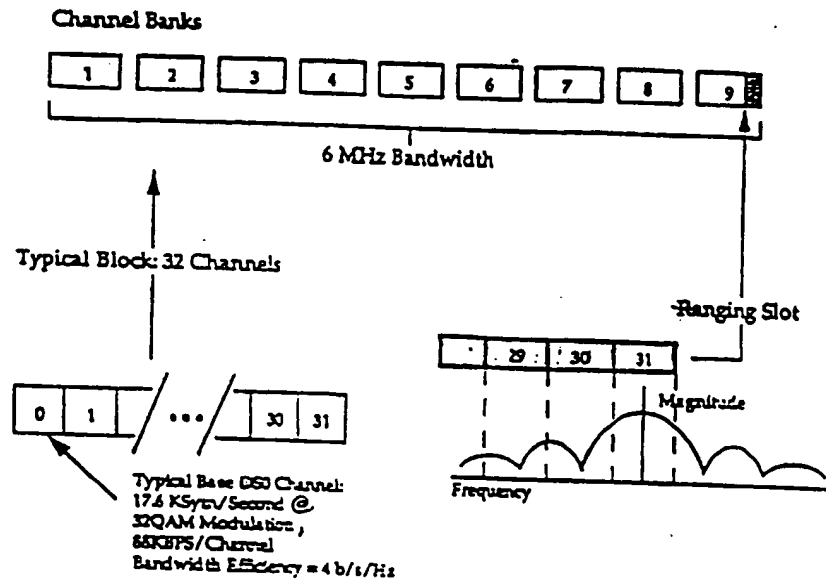 Channel Banks
1 2 3 4 5 6 7 8 9
6 MHz Bandwidth
Typical Block: 32 Channels
Ranging Slot
29 30 31
0 1 ••• 30 31
Magnitude
Frequency
Typical Base DS0 Channel:
17.6 KSym/Second @
32QAM Modulation,
88KBPS/Channel
Bandwidth Efficiency = 4 b/s/Hz